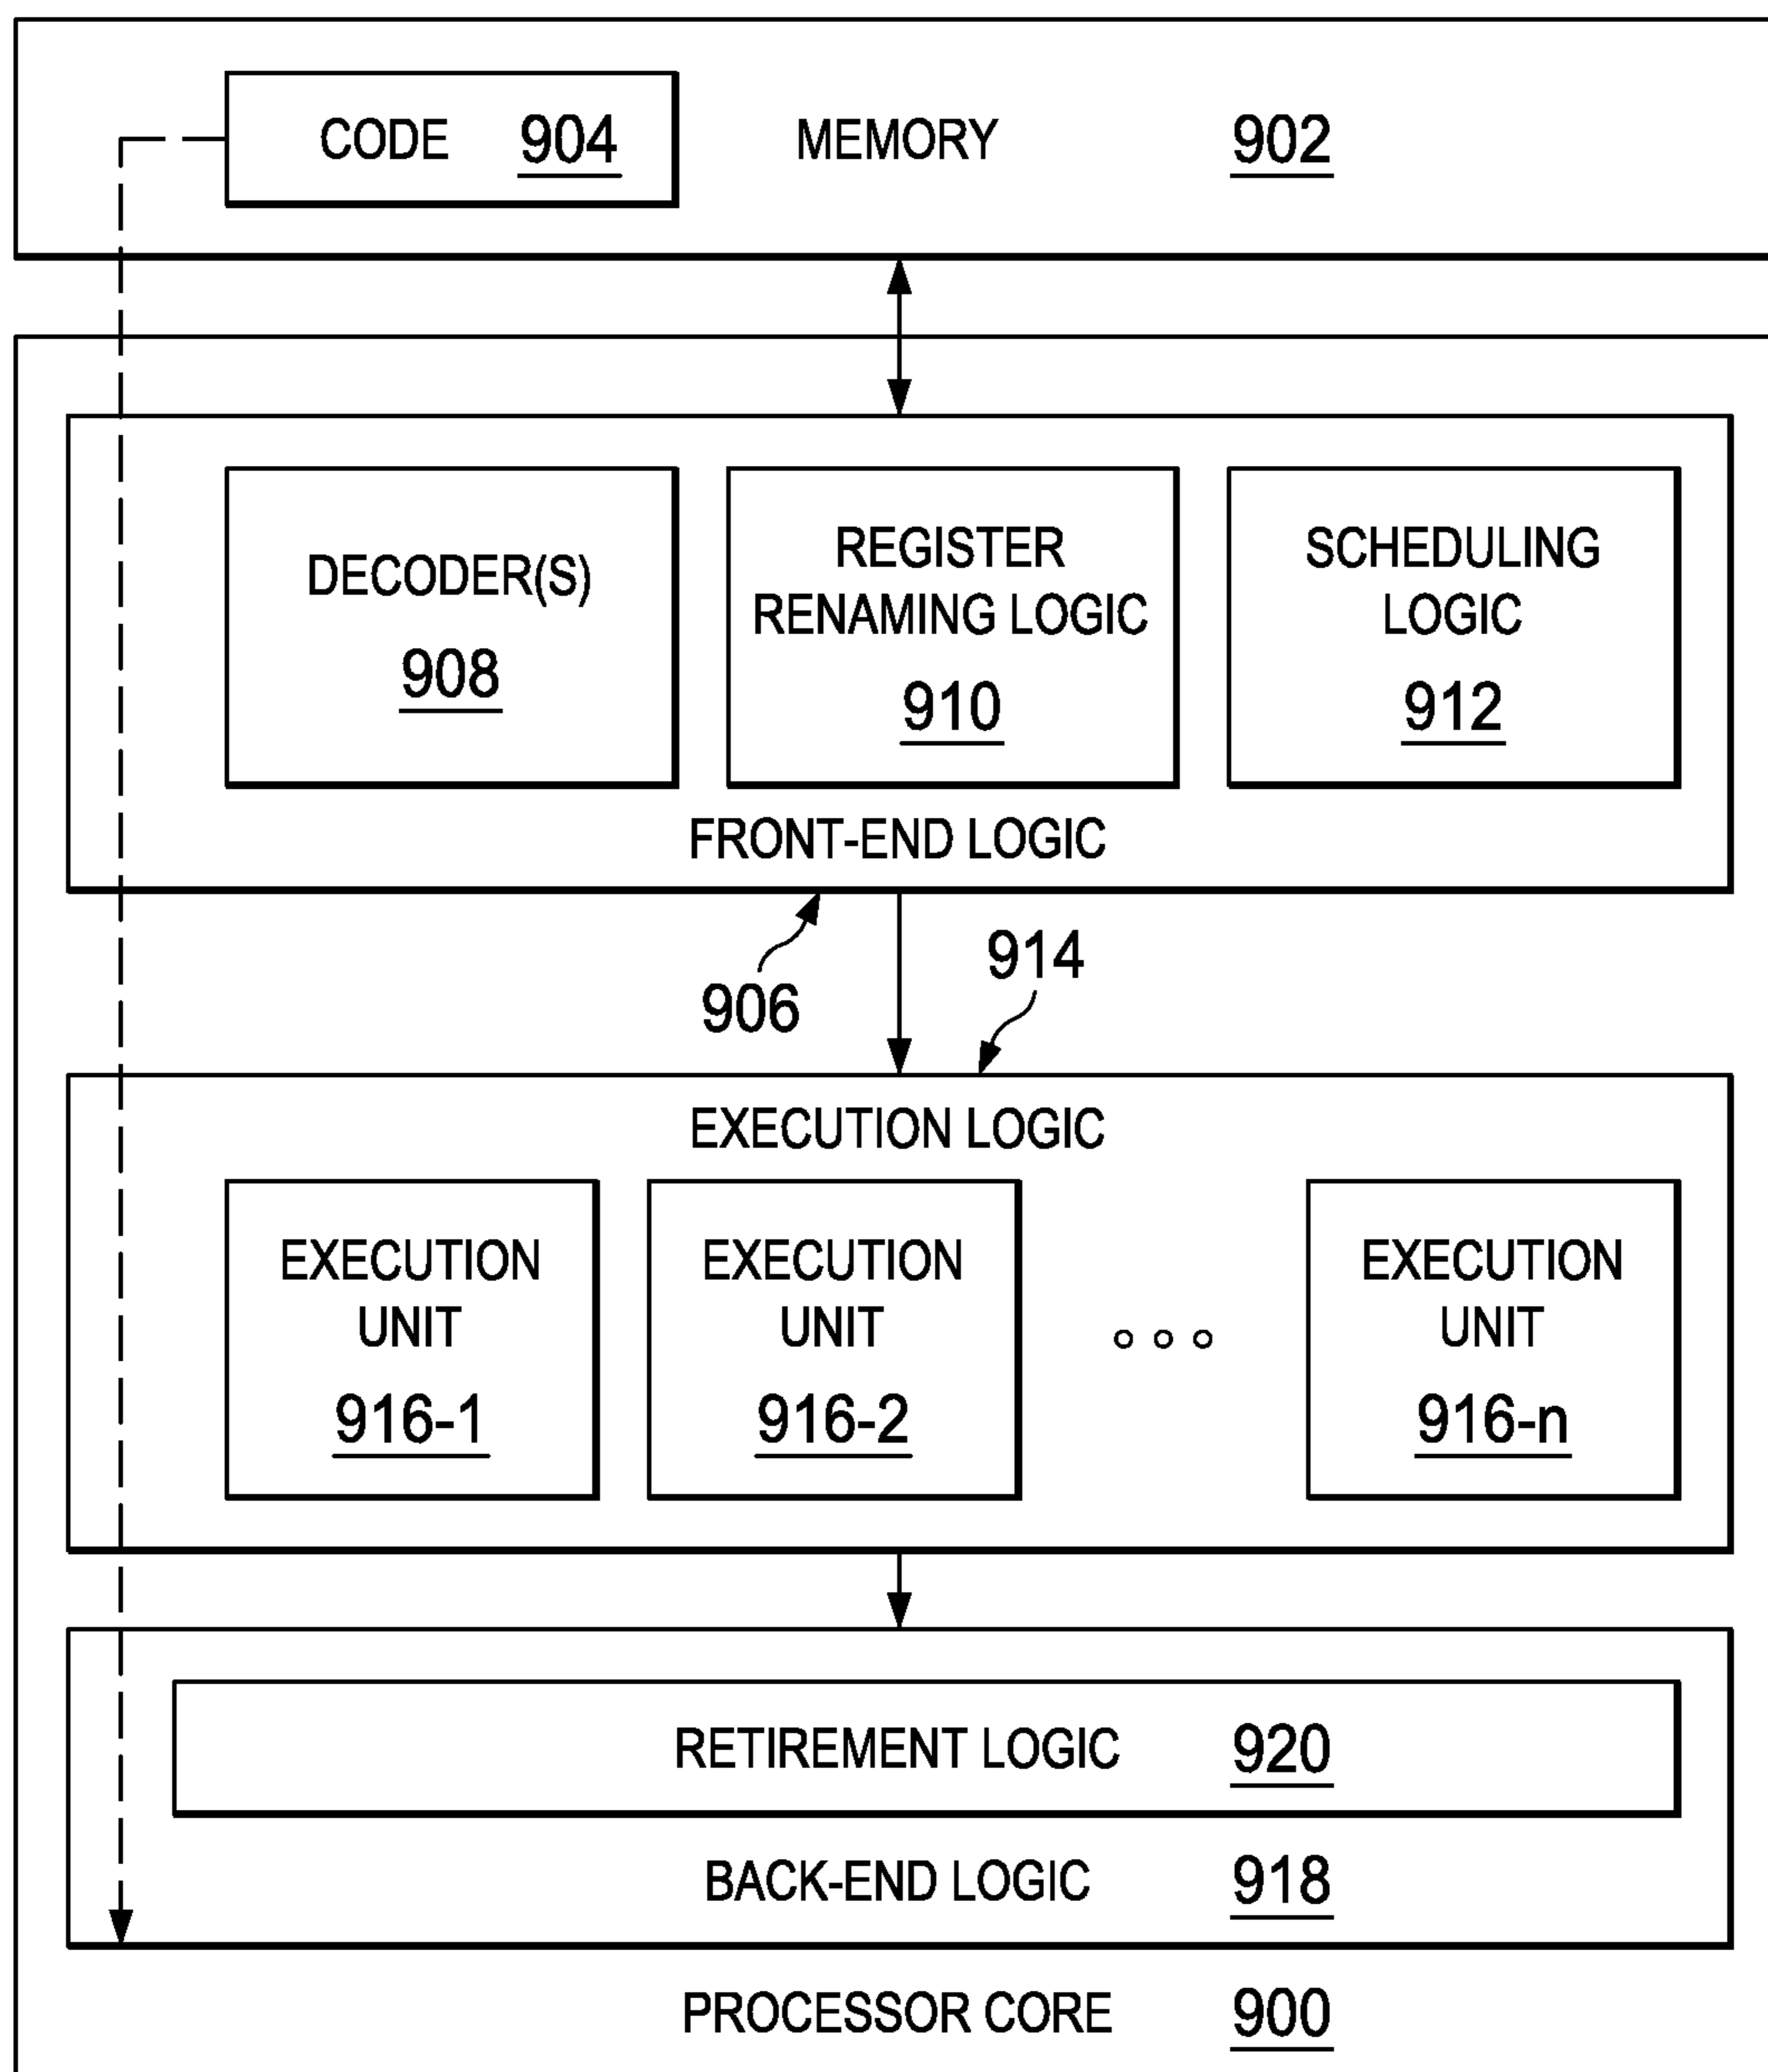 CODE 904 MEMORY 902
DECODER(S)
908
REGISTER
RENAMING LOGIC
910
SCHEDULING
LOGIC
912
FRONT-END LOGIC
906
914
EXECUTION LOGIC
EXECUTION
UNIT
916-1
EXECUTION
UNIT
916-2
EXECUTION
UNIT
916-n
RETIREMENT LOGIC 920
BACK-END LOGIC 918
PROCESSOR CORE 900